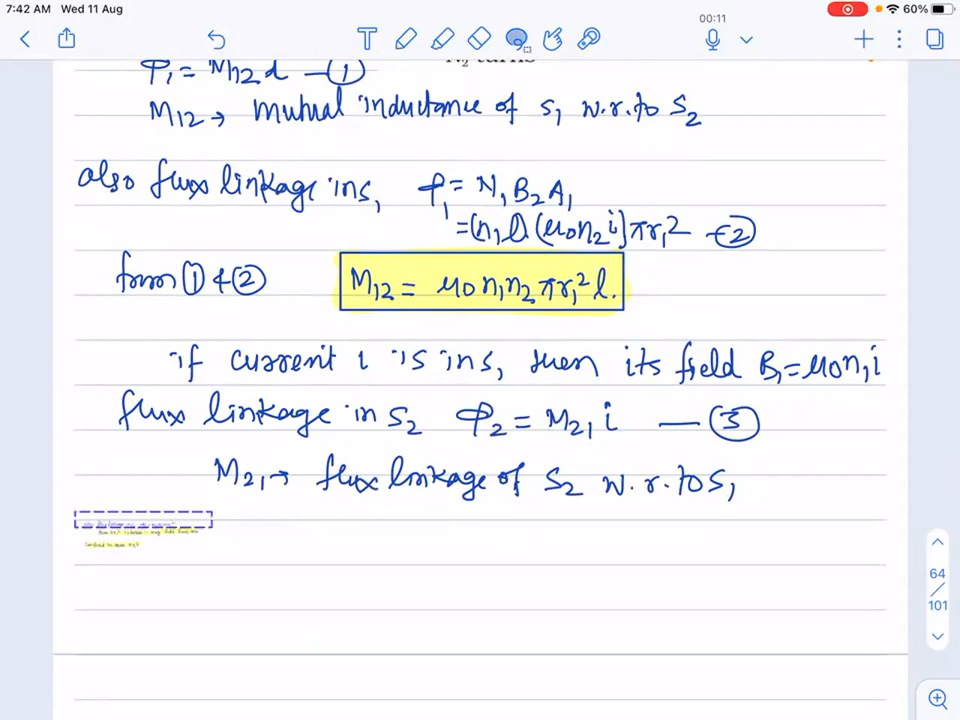 7:42 AM Wed 11 Aug
60%
00:11
N₂ turns
φ₁ = M₁₂ i —①
M₁₂ → mutual inductance of S₁ w.r.to S₂
also flux linkage in S₁ φ₁ = N₁ B₂ A₁
= (n₁ l) (μ₀ n₂ i) π r₁² —②
from ① & ② M₁₂ = μ₀ n₁ n₂ π r₁² l.
if current i is in S₁ then its field B₁ = μ₀ n₁ i
flux linkage in S₂ φ₂ = M₂₁ i —③
M₂₁ → flux linkage of S₂ w.r.to S₁
64
/
101